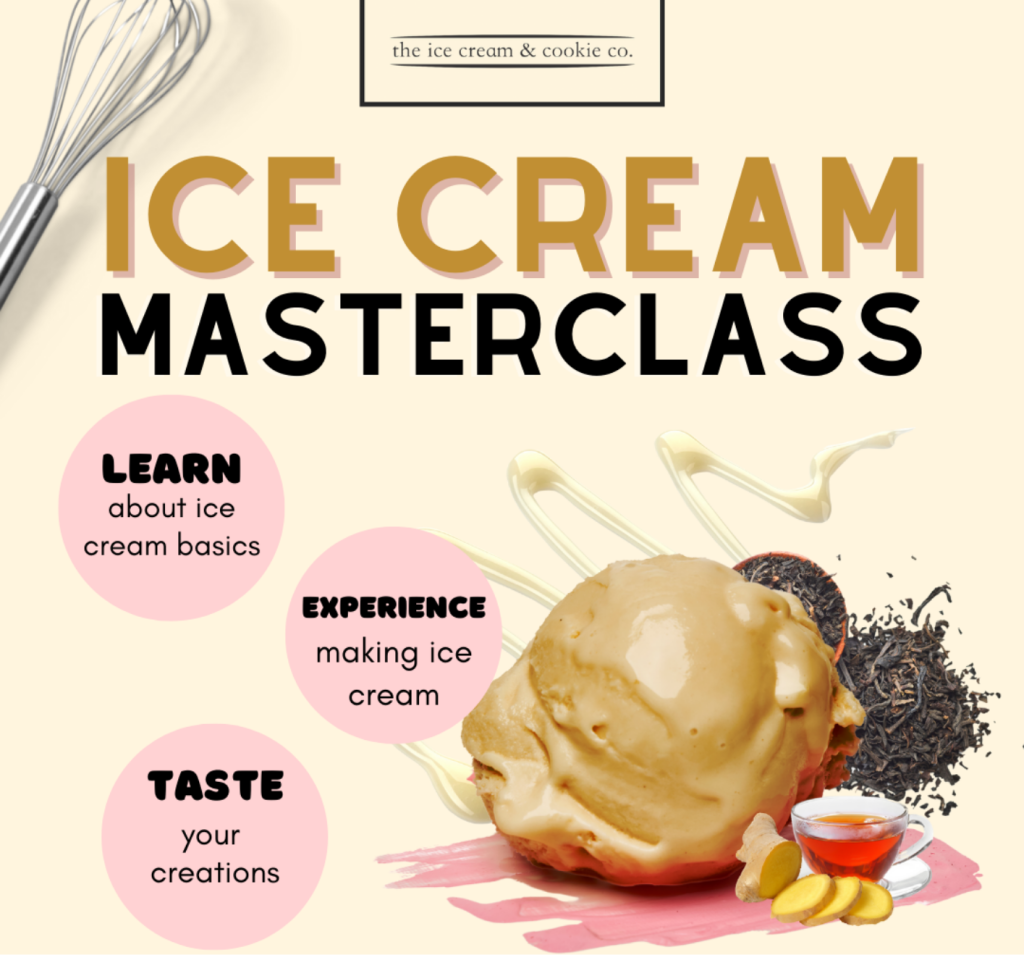 the ice cream & cookie co.
ICE CREAM
MASTERCLASS
LEARN
about ice
cream basics
EXPERIENCE
making ice
cream
TASTE
your
creations